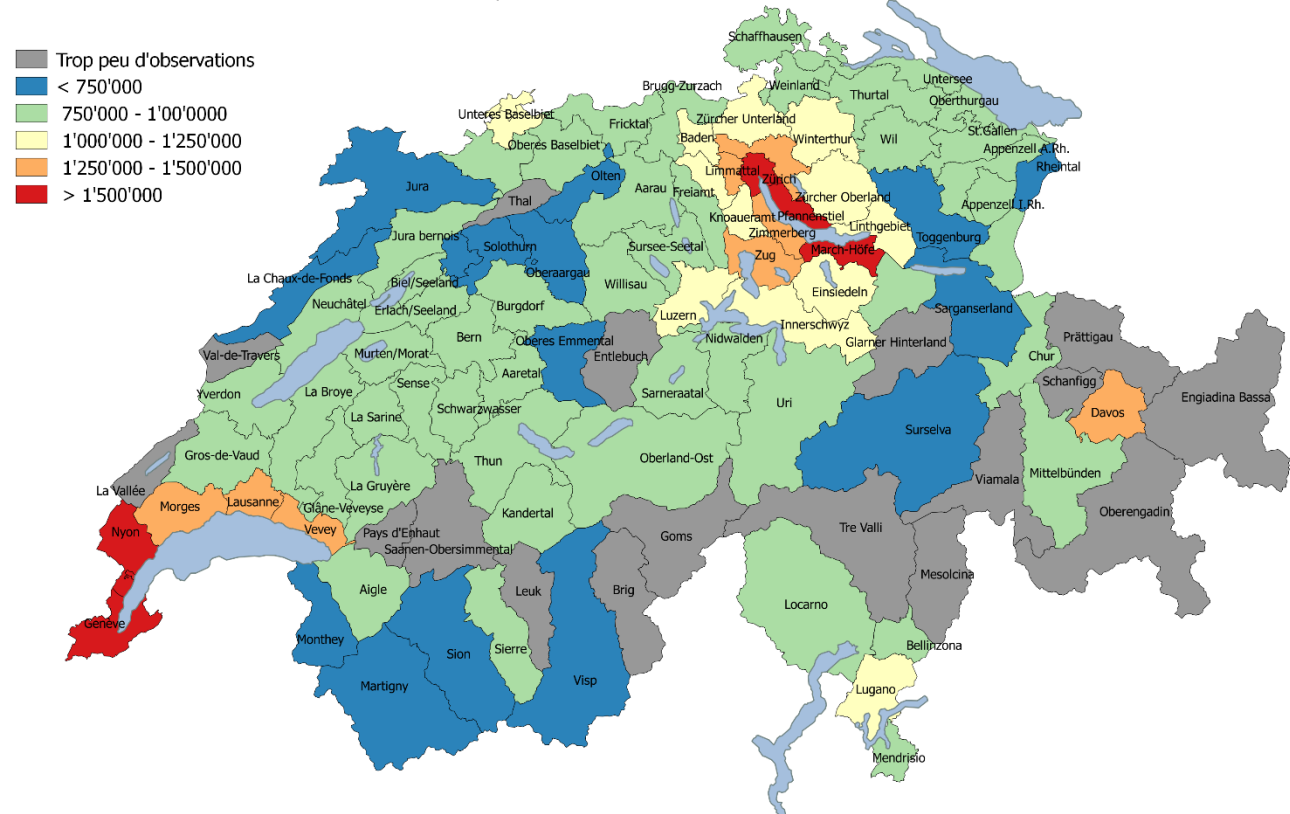 Trop peu d'observations
< 750'000
750'000 - 1'00'0000
1'000'000 - 1'250'000
1'250'000 - 1'500'000
> 1'500'000
Schaffhausen
Brugg-Zurzach
Weinland
Untersee
Thurtal
Oberthurgau
Unteres Baselbiet
Fricktal
Zürcher Unterland
Baden
Winterthur
Wil
St.Gallen
Oberes Baselbiet
Appenzell A.Rh.
Rheintal
Jura
Olten
Aarau
Freiamt
Limmattal
Zürich
Zürcher Oberland
Thal
Appenzell I.Rh.
Knoaueramt
Pfannenstiel
Zimmerberg
Linthgebiet
Jura bernois
Solothurn
Sursee-Seetal
Zug
March-Höfe
Toggenburg
La Chaux-de-Fonds
Biel/Seeland
Oberaargau
Willisau
Einsiedeln
Neuchâtel
Erlach/Seeland
Burgdorf
Luzern
Innerschwyz
Sarganserland
Bern
Oberes Emmental
Nidwalden
Glarner Hinterland
Prättigau
Val-de-Travers
Murten/Morat
Entlebuch
Chur
Aaretal
Schanfigg
Yverdon
La Broye
Sense
Sarneraatal
Uri
Engiadina Bassa
Schwarzwasser
La Sarine
Davos
Surselva
Gros-de-Vaud
Thun
Oberland-Ost
Mittelbünden
Viamala
La Vallée
La Gruyère
Morges
Lausanne
Glâne-Veveyse
Kandertal
Oberengadin
Nyon
Vevey
Pays d'Enhaut
Goms
Tre Valli
Saanen-Obersimmental
Mesolcina
Aigle
Leuk
Brig
Locarno
Genève
Monthey
Sion
Sierre
Bellinzona
Martigny
Visp
Lugano
Mendrisio